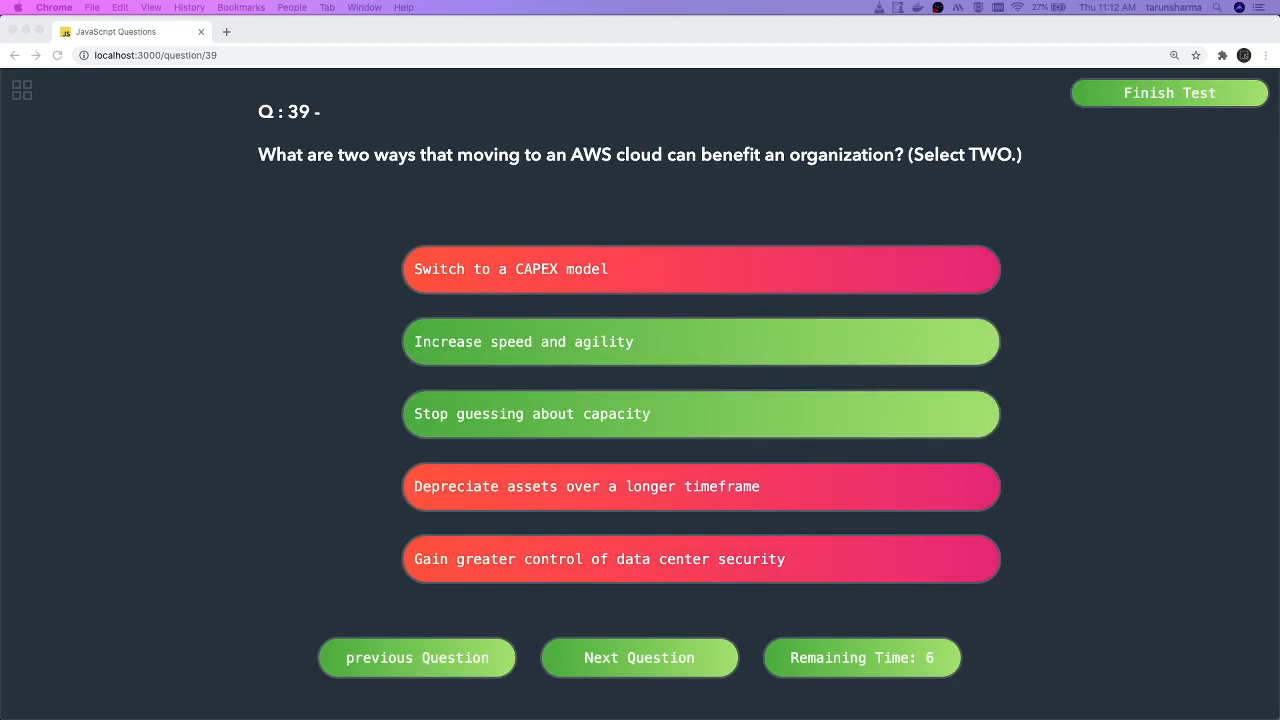 Chrome File Edit View History Bookmarks People Tab Window Help 27% Thu 11:12 AM tarunsharma
JS JavaScript Questions
localhost:3000/question/39
Finish Test
Q : 39 -
What are two ways that moving to an AWS cloud can benefit an organization? (Select TWO.)
Switch to a CAPEX model
Increase speed and agility
Stop guessing about capacity
Depreciate assets over a longer timeframe
Gain greater control of data center security
previous Question Next Question Remaining Time: 6